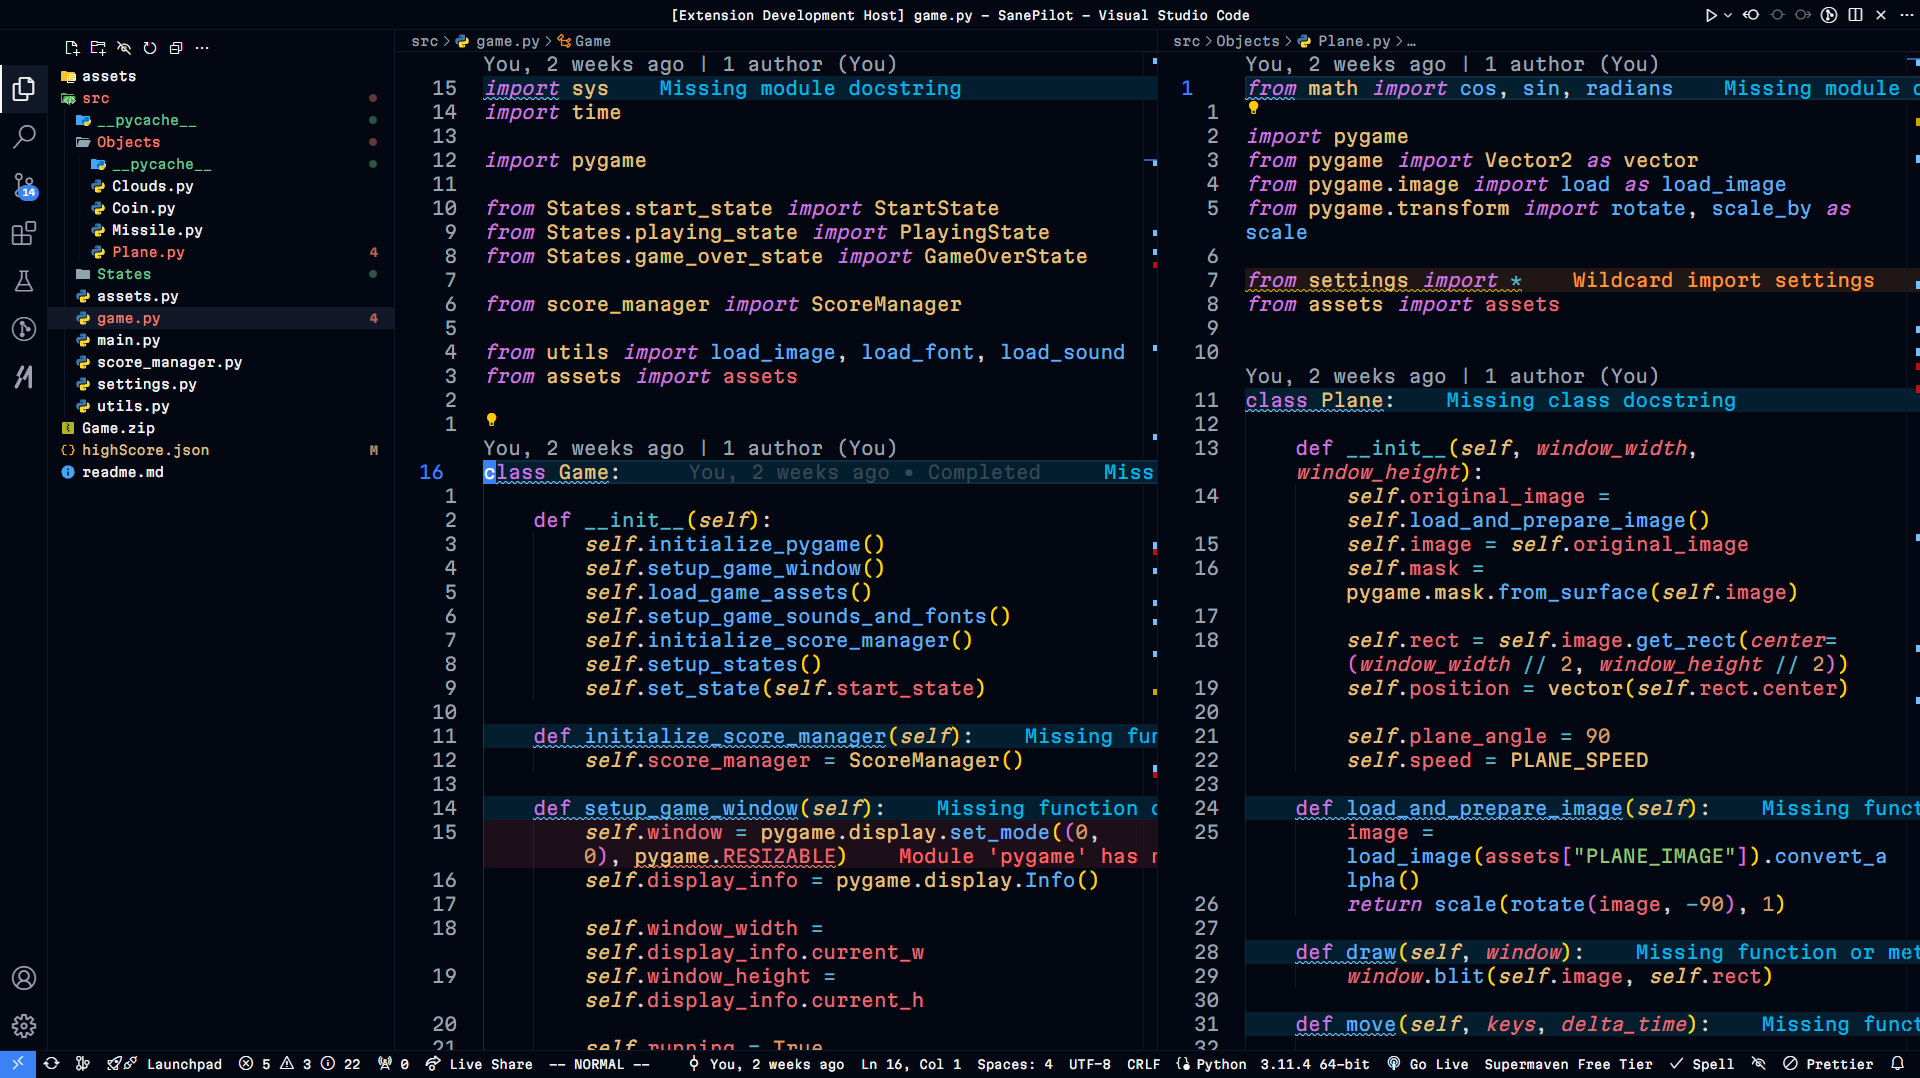 [Extension Development Host] game.py – SanePilot – Visual Studio Code
assets
src
__pycache__
Objects
__pycache__
Clouds.py
Coin.py
Missile.py
Plane.py 4
States
assets.py
game.py 4
main.py
score_manager.py
settings.py
utils.py
Game.zip
highScore.json M
readme.md
14
src > game.py > Game
You, 2 weeks ago | 1 author (You)
15 import sys Missing module docstring
14 import time
13
12 import pygame
11
10 from States.start_state import StartState
9 from States.playing_state import PlayingState
8 from States.game_over_state import GameOverState
7
6 from score_manager import ScoreManager
5
4 from utils import load_image, load_font, load_sound
3 from assets import assets
2
1
You, 2 weeks ago | 1 author (You)
16 class Game: You, 2 weeks ago • Completed Miss
1
2 def __init__(self):
3 self.initialize_pygame()
4 self.setup_game_window()
5 self.load_game_assets()
6 self.setup_game_sounds_and_fonts()
7 self.initialize_score_manager()
8 self.setup_states()
9 self.set_state(self.start_state)
10
11 def initialize_score_manager(self): Missing fun
12 self.score_manager = ScoreManager()
13
14 def setup_game_window(self): Missing function
15 self.window = pygame.display.set_mode((0,
0), pygame.RESIZABLE) Module 'pygame' has
16 self.display_info = pygame.display.Info()
17
18 self.window_width =
self.display_info.current_w
19 self.window_height =
self.display_info.current_h
20
21 self.running = True
src > Objects > Plane.py > ...
You, 2 weeks ago | 1 author (You)
1 from math import cos, sin, radians Missing module
1
2 import pygame
3 from pygame import Vector2 as vector
4 from pygame.image import load as load_image
5 from pygame.transform import rotate, scale_by as
scale
6
7 from settings import * Wildcard import settings
8 from assets import assets
9
10
You, 2 weeks ago | 1 author (You)
11 class Plane: Missing class docstring
12
13 def __init__(self, window_width,
window_height):
14 self.original_image =
self.load_and_prepare_image()
15 self.image = self.original_image
16 self.mask =
pygame.mask.from_surface(self.image)
17
18 self.rect = self.image.get_rect(center=
(window_width // 2, window_height // 2))
19 self.position = vector(self.rect.center)
20
21 self.plane_angle = 90
22 self.speed = PLANE_SPEED
23
24 def load_and_prepare_image(self): Missing funct
25 image =
load_image(assets["PLANE_IMAGE"]).convert_a
lpha()
26 return scale(rotate(image, -90), 1)
27
28 def draw(self, window): Missing function or met
29 window.blit(self.image, self.rect)
30
31 def move(self, keys, delta_time): Missing funct
32
Launchpad 5 3 22 0 Live Share -- NORMAL -- You, 2 weeks ago Ln 16, Col 1 Spaces: 4 UTF-8 CRLF Python 3.11.4 64-bit Go Live Supermaven Free Tier Spell Prettier